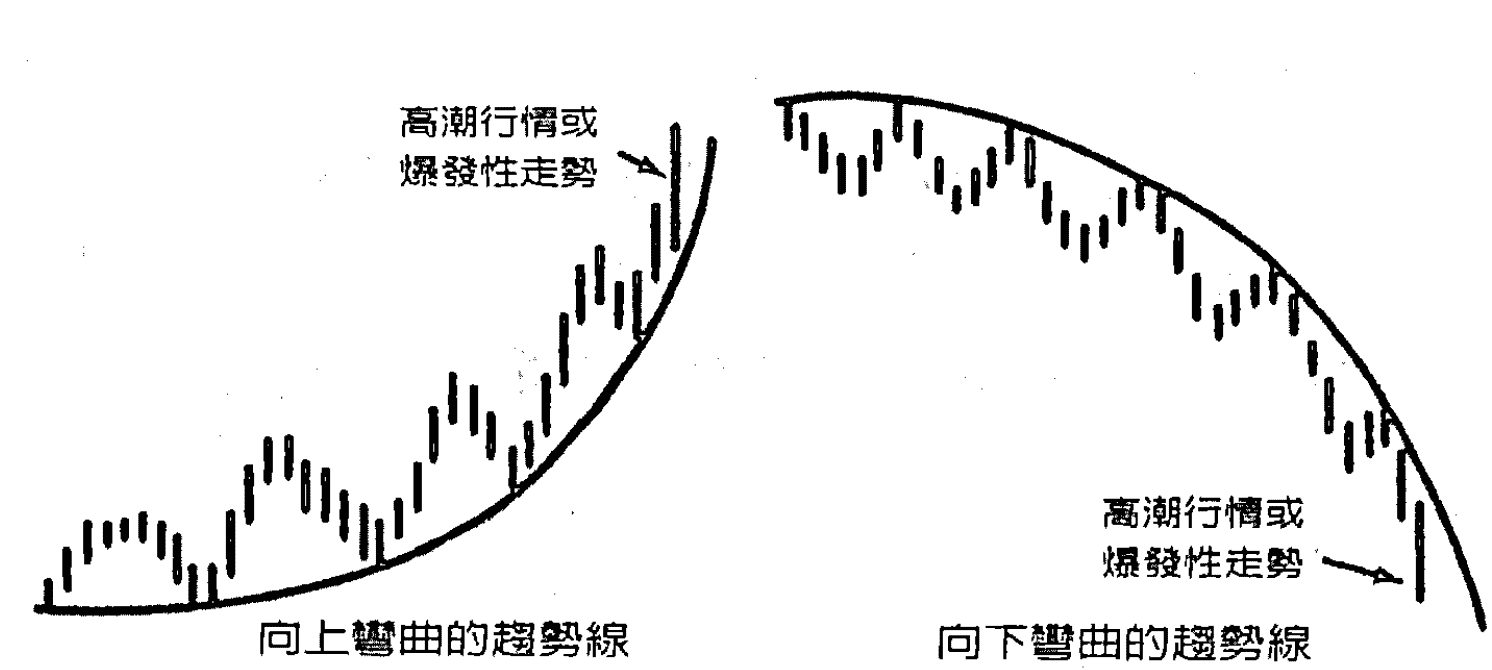 高潮行情或
爆發性走勢
向上彎曲的趨勢線
高潮行情或
爆發性走勢
向下彎曲的趨勢線